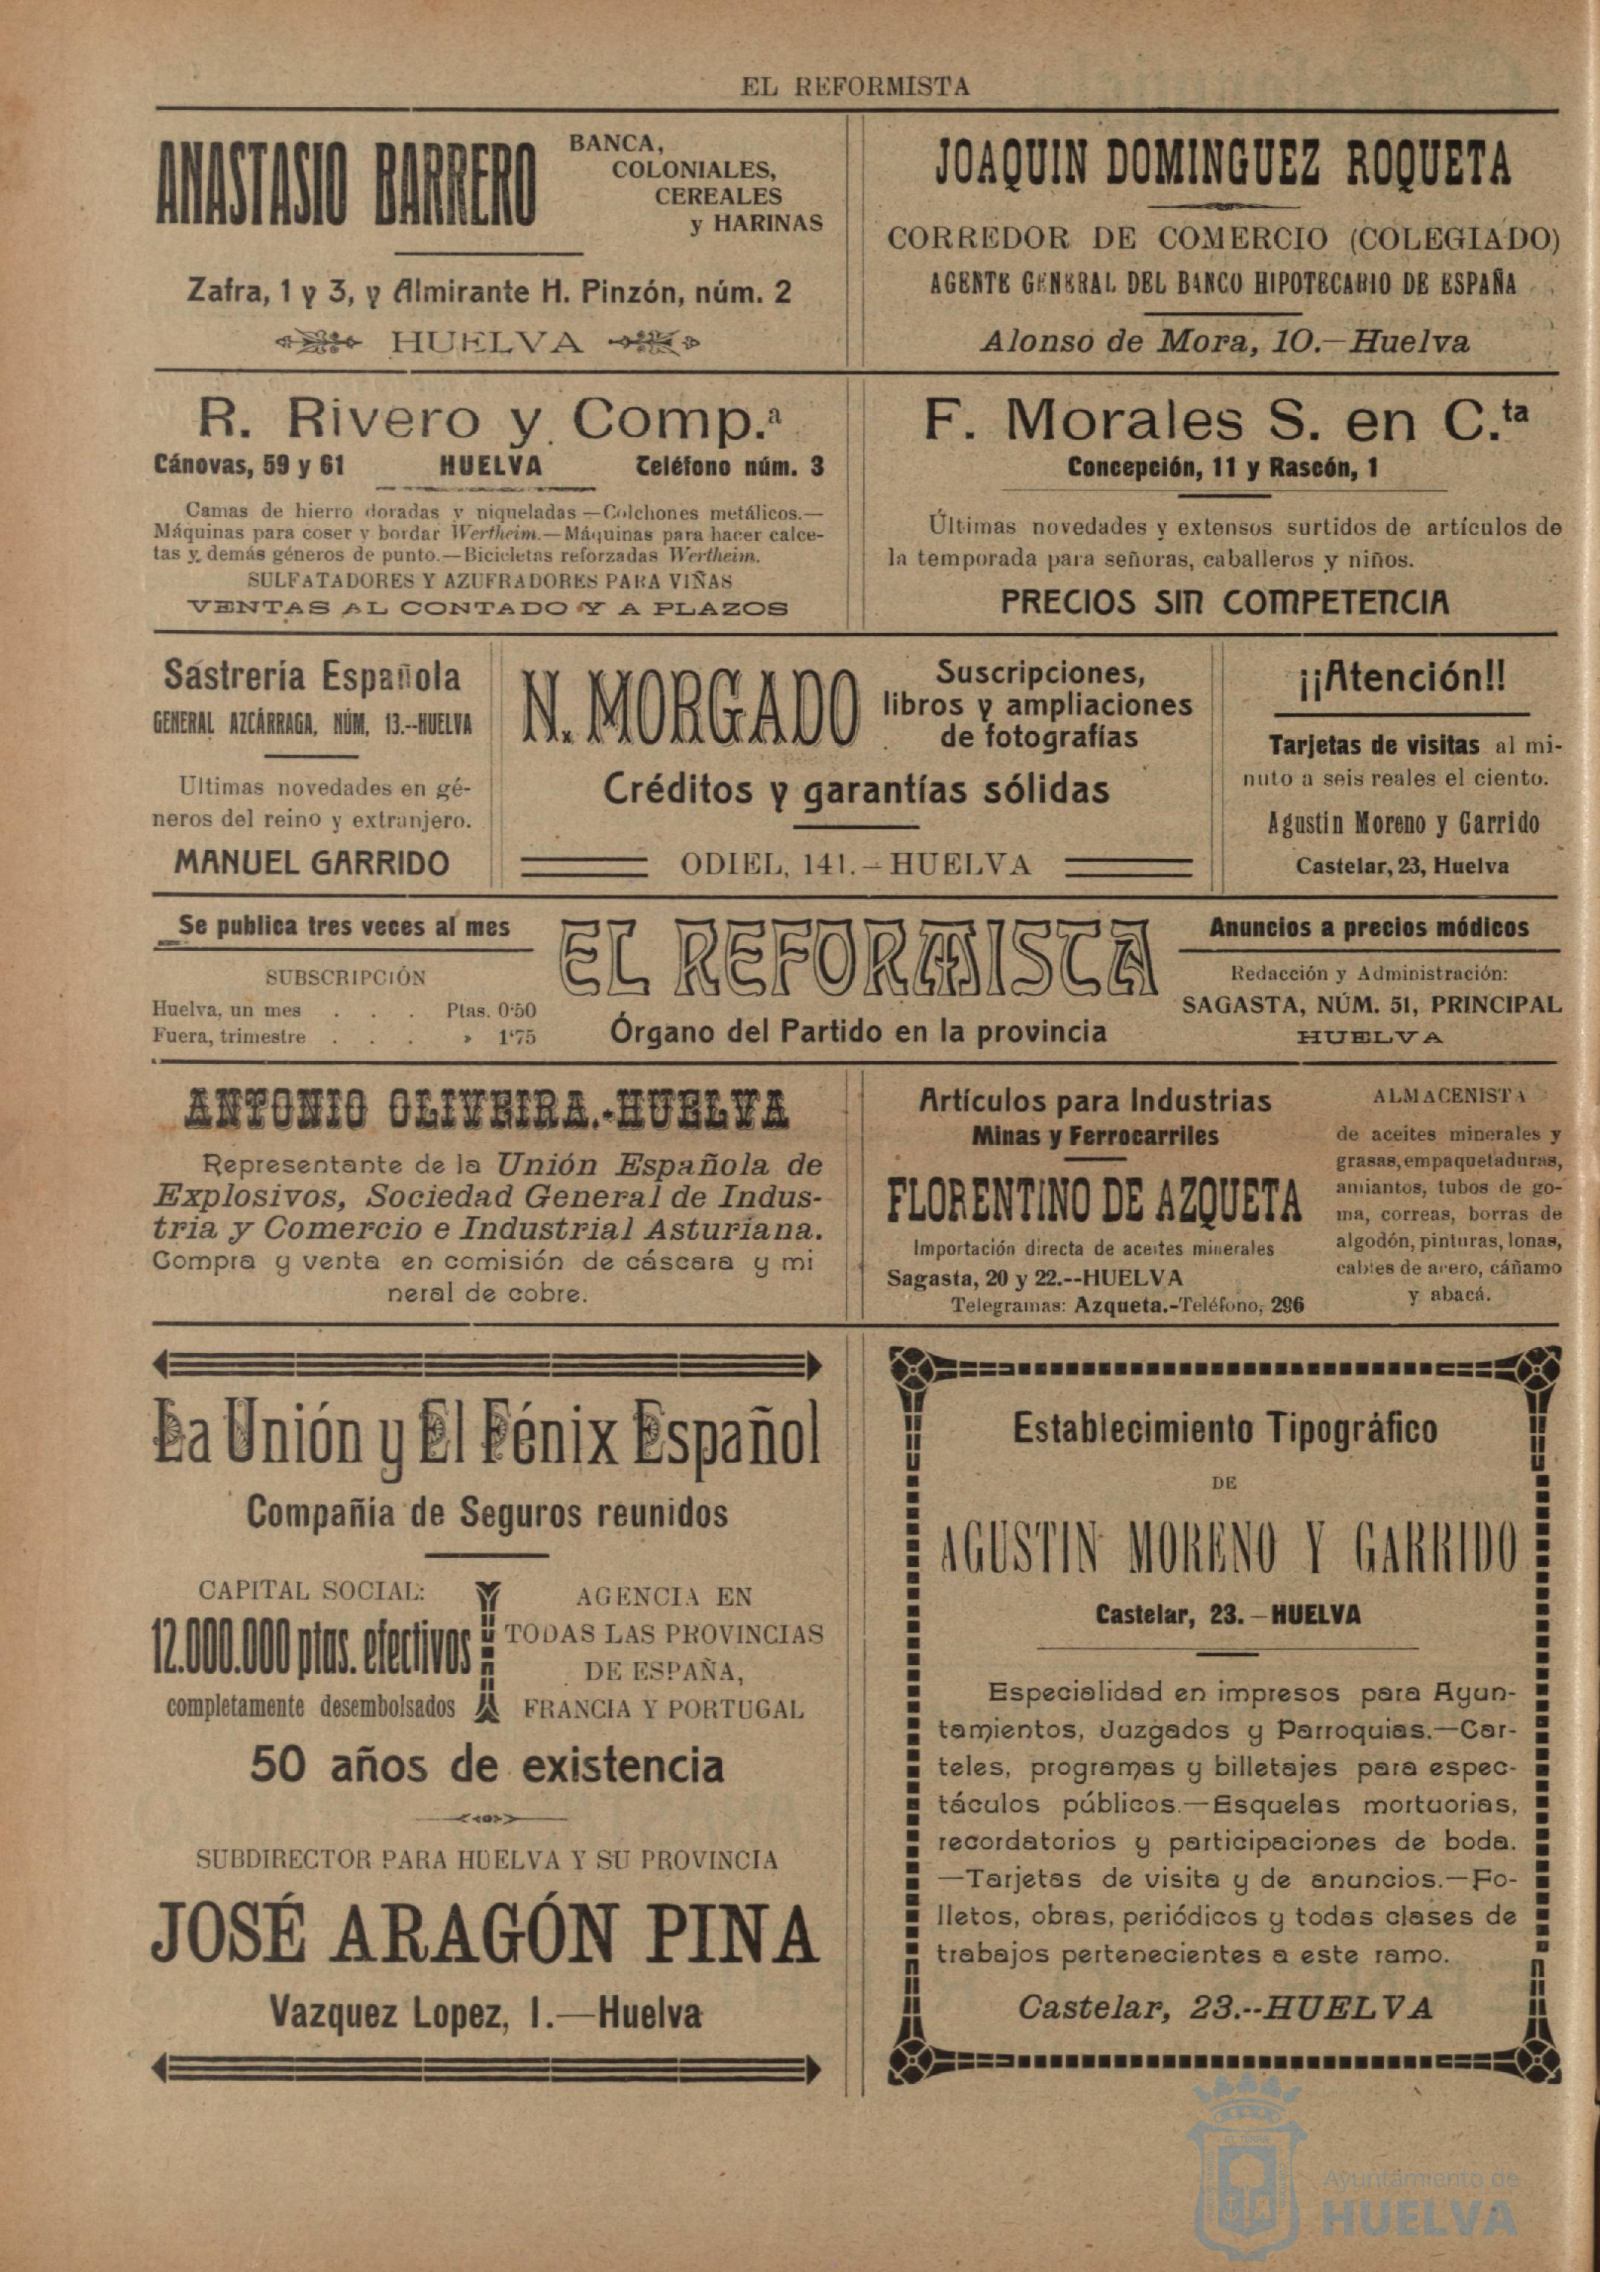 EL REFORMISTA
ANASTASIO BARRERO
BANCA,
COLONIALES,
CEREALES
y HARINAS
Zafra, 1 y 3, y Almirante H. Pinzón, núm. 2
HUELVA
JOAQUIN DOMINGUEZ ROQUETA
CORREDOR DE COMERCIO (COLEGIADO)
AGENTE GENERAL DEL BANCO HIPOTECARIO DE ESPAÑA
Alonso de Mora, 10.—Huelva
R. Rivero y Comp.ª
Cánovas, 59 y 61 HUELVA Teléfono núm. 3
Camas de hierro doradas y niqueladas—Colchones metálicos.—
Máquinas para coser y bordar Wertheim.—Máquinas para hacer calce-
tas y demás géneros de punto.—Bicicletas reforzadas Wertheim.
SULFATADORES Y AZUFRADORES PARA VIÑAS
VENTAS AL CONTADO Y A PLAZOS
F. Morales S. en C.ta
Concepción, 11 y Rascón, 1
Últimas novedades y extensos surtidos de artículos de
la temporada para señoras, caballeros y niños.
PRECIOS SIN COMPETENCIA
Sastrería Española
GENERAL AZCÁRRAGA, NÚM. 13.--HUELVA
Ultimas novedades en gé-
neros del reino y extranjero.
MANUEL GARRIDO
N. MORGADO
Suscripciones,
libros y ampliaciones
de fotografías
Créditos y garantías sólidas
ODIEL, 141.—HUELVA
¡¡Atención!!
Tarjetas de visitas al mi-
nuto a seis reales el ciento.
Agustin Moreno y Garrido
Castelar, 23, Huelva
Se publica tres veces al mes
SUBSCRIPCIÓN
Huelva, un mes . . . Ptas. 0'50
Fuera, trimestre . . . » 1'75
EL REFORMISTA
Órgano del Partido en la provincia
Anuncios a precios módicos
Redacción y Administración:
SAGASTA, NÚM. 51, PRINCIPAL
HUELVA
ANTONIO OLIVEIRA.-HUELVA
Representante de la Unión Española de
Explosivos, Sociedad General de Indus-
tria y Comercio e Industrial Asturiana.
Compra y venta en comisión de cáscara y mi
neral de cobre.
Artículos para Industrias
Minas y Ferrocarriles
FLORENTINO DE AZQUETA
Importación directa de aceites minerales
Sagasta, 20 y 22.--HUELVA
Telegramas: Azqueta.-Teléfono, 296
ALMACENISTA
de aceites minerales y
grasas, empaquetaduras,
amiantos, tubos de go-
ma, correas, borras de
algodón, pinturas, lonas,
cables de acero, cáñamo
y abacá.
La Unión y El Fénix Español
Compañia de Seguros reunidos
CAPITAL SOCIAL:
12.000.000 ptas. efectivos
completamente desembolsados
AGENCIA EN
TODAS LAS PROVINCIAS
DE ESPAÑA,
FRANCIA Y PORTUGAL
50 años de existencia
SUBDIRECTOR PARA HUELVA Y SU PROVINCIA
JOSÉ ARAGÓN PINA
Vazquez Lopez, 1.—Huelva
Establecimiento Tipográfico
DE
AGUSTIN MORENO Y GARRIDO
Castelar, 23.—HUELVA
Especialidad en impresos para Ayun-
tamientos, Juzgados y Parroquias.—Car-
teles, programas y billetajes para espec-
táculos públicos.—Esquelas mortuorias,
recordatorios y participaciones de boda.
—Tarjetas de visita y de anuncios.—Fo-
lletos, obras, periódicos y todas clases de
trabajos pertenecientes a este ramo.
Castelar, 23.--HUELVA
Ayuntamiento de
HUELVA